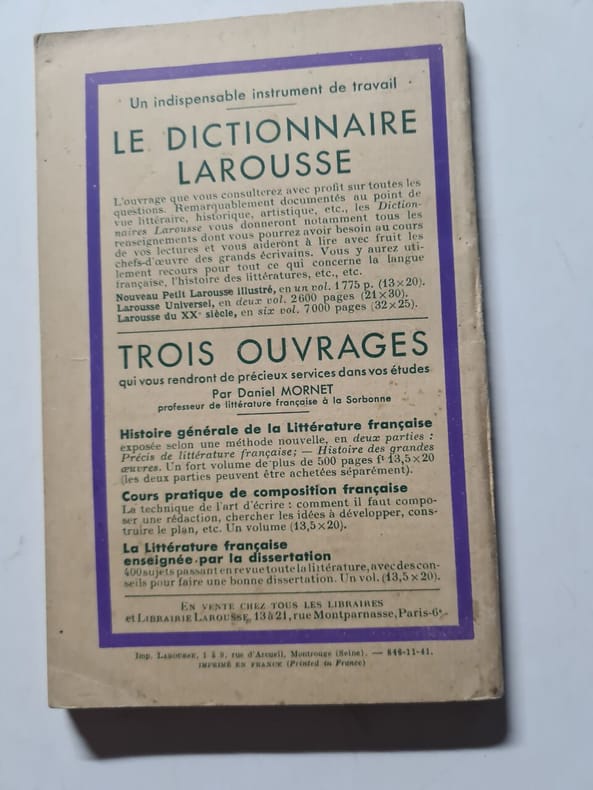 Un indispensable instrument de travail
LE DICTIONNAIRE
LAROUSSE
L'ouvrage que vous consulterez avec profit sur toutes les
questions. Remarquablement documentés au point de
vue littéraire, historique, artistique, etc., les Diction-
naires Larousse vous donneront notamment tous les
renseignements dont vous pourrez avoir besoin au cours
de vos lectures et vous aideront à lire avec fruit les
chefs-d'œuvre des grands écrivains. Vous y aurez uti-
lement recours pour tout ce qui concerne la langue
française, l'histoire des littératures, etc., etc.
Nouveau Petit Larousse Illustré, en un vol. 1775 p. (13×20).
Larousse Universel, en deux vol. 2600 pages (21×30).
Larousse du XXe siècle, en six vol. 7000 pages (32×25).
TROIS OUVRAGES
qui vous rendront de précieux services dans vos études
Par Daniel MORNET
professeur de littérature française à la Sorbonne
Histoire générale de la Littérature française
exposée selon une méthode nouvelle, en deux parties :
Précis de littérature française; — Histoire des grandes
œuvres. Un fort volume de plus de 500 pages ft 13,5×20
(les deux parties peuvent être achetées séparément).
Cours pratique de composition française
La technique de l'art d'écrire : comment il faut compo-
ser une rédaction, chercher les idées à développer, cons-
truire le plan, etc. Un volume (13,5×20).
La Littérature française
enseignée par la dissertation
400 sujets passant en revue toute la littérature, avec des con-
seils pour faire une bonne dissertation. Un vol. (13,5×20).
EN VENTE CHEZ TOUS LES LIBRAIRES
et LIBRAIRIE LAROUSSE, 13 à 21, rue Montparnasse, Paris-6e
Imp. LAROUSSE, 1 à 9, rue d'Arcueil, Montrouge (Seine). — 846-11-41.
IMPRIMÉ EN FRANCE (Printed in France)